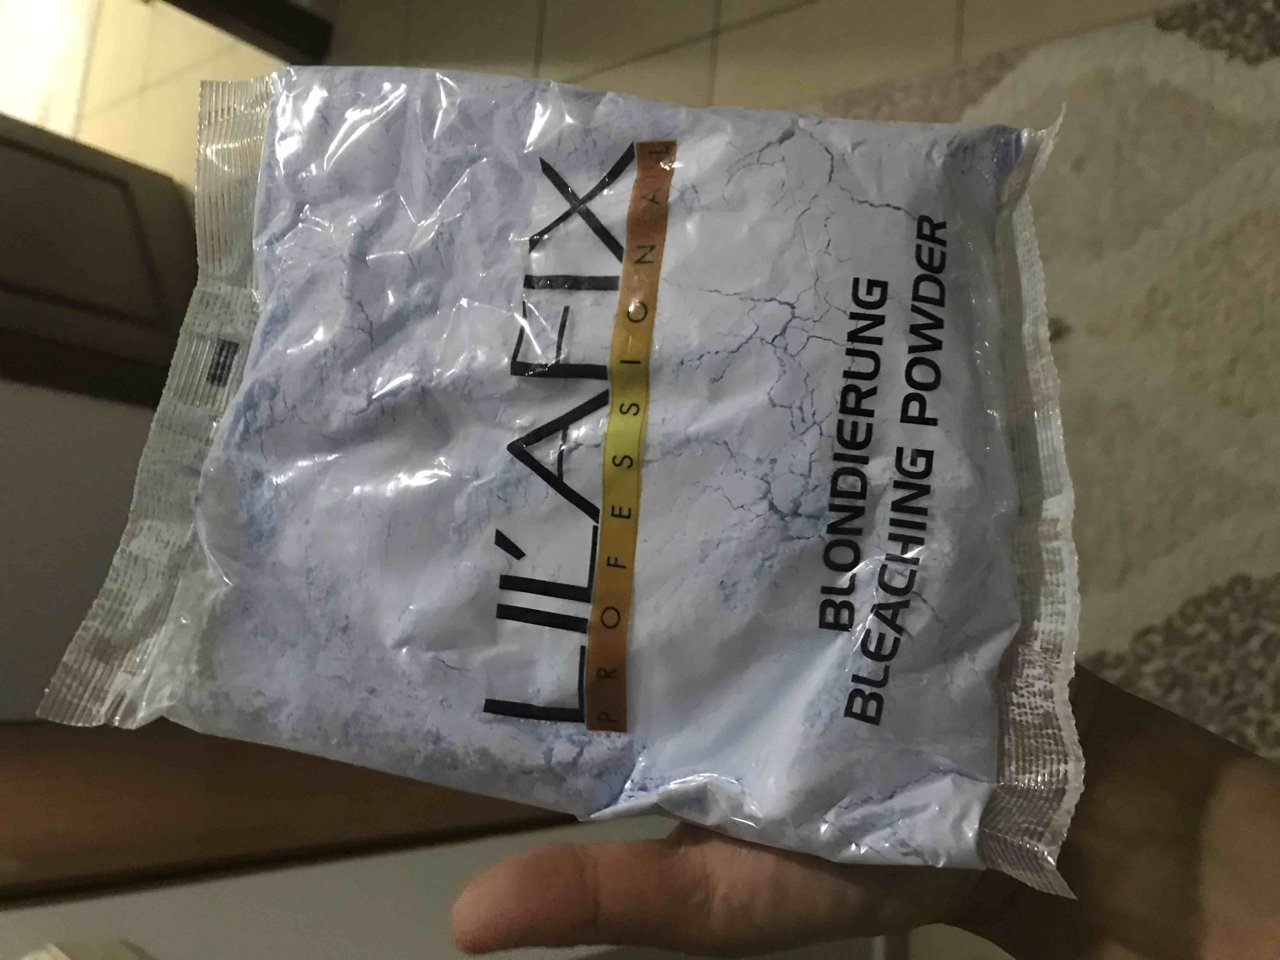 LIL'AFIX
PROFESSIONAL
BLONDIERUNG
BLEACHING POWDER